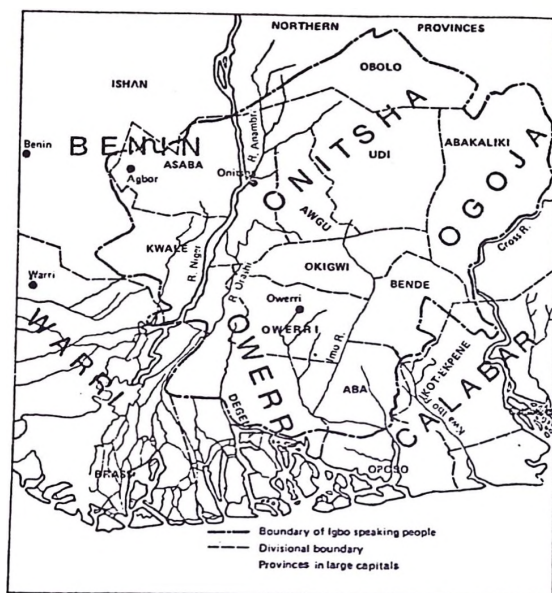 NORTHERN PROVINCES
ISHAN
OBOLO
BENIN
Benin
R. Anambra
ONITSHA
ASABA
Agbor
Onitsha
UDI
ABAKALIKI
OGOJA
AWGU
KWALE
R. Niger
R. Urashi
OKIGWI
Cross R.
Warri
BENDE
Owerri
OWERRI
OWERRI
Imo R.
WARRI
IKOT-EKPENE
ABA
CALABAR
Kwa Ibo R.
BRASS
OPOBO
Boundary of Igbo speaking people
Divisional boundary
Provinces in large capitals